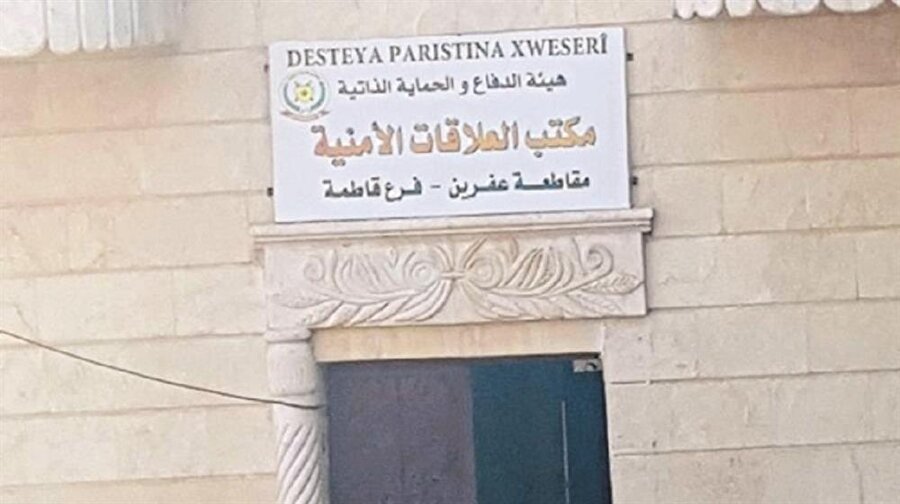 DESTEYA PARISTINA XWESERÎ
هيئة الدفاع و الحماية الذاتية
مكتب العلاقات الأمنية
مقاطعة عفرين - فرع قاطمة